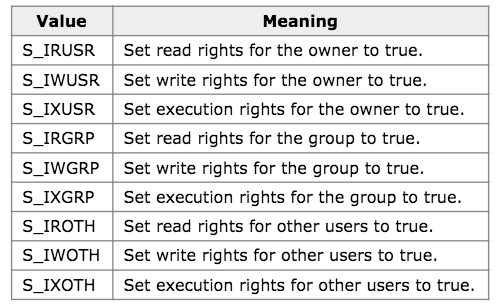 Value Meaning
S_IRUSR Set read rights for the owner to true.
S_IWUSR Set write rights for the owner to true.
S_IXUSR Set execution rights for the owner to true.
S_IRGRP Set read rights for the group to true.
S_IWGRP Set write rights for the group to true.
S_IXGRP Set execution rights for the group to true.
S_IROTH Set read rights for other users to true.
S_IWOTH Set write rights for other users to true.
S_IXOTH Set execution rights for other users to true.